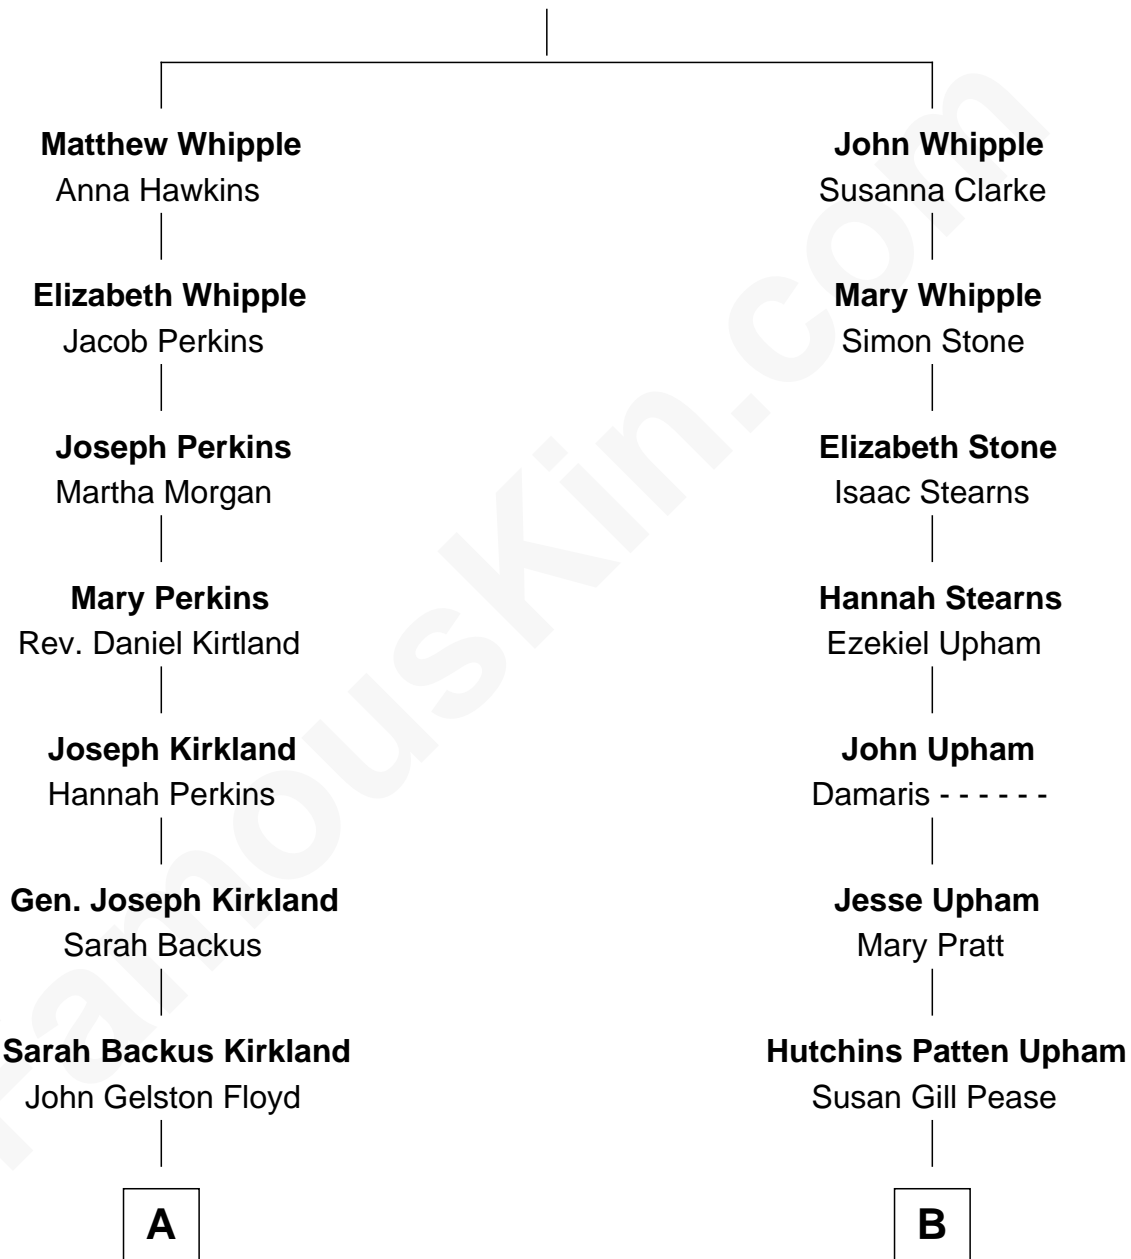 Matthew Whipple
Anna Hawkins
Elizabeth Whipple
Jacob Perkins
Joseph Perkins
Martha Morgan
Mary Perkins
Rev. Daniel Kirtland
Joseph Kirkland
Hannah Perkins
Gen. Joseph Kirkland
Sarah Backus
Sarah Backus Kirkland
John Gelston Floyd
A
John Whipple
Susanna Clarke
Mary Whipple
Simon Stone
Elizabeth Stone
Isaac Stearns
Hannah Stearns
Ezekiel Upham
John Upham
Damaris - - - - - -
Jesse Upham
Mary Pratt
Hutchins Patten Upham
Susan Gill Pease
B
FamousKin.com